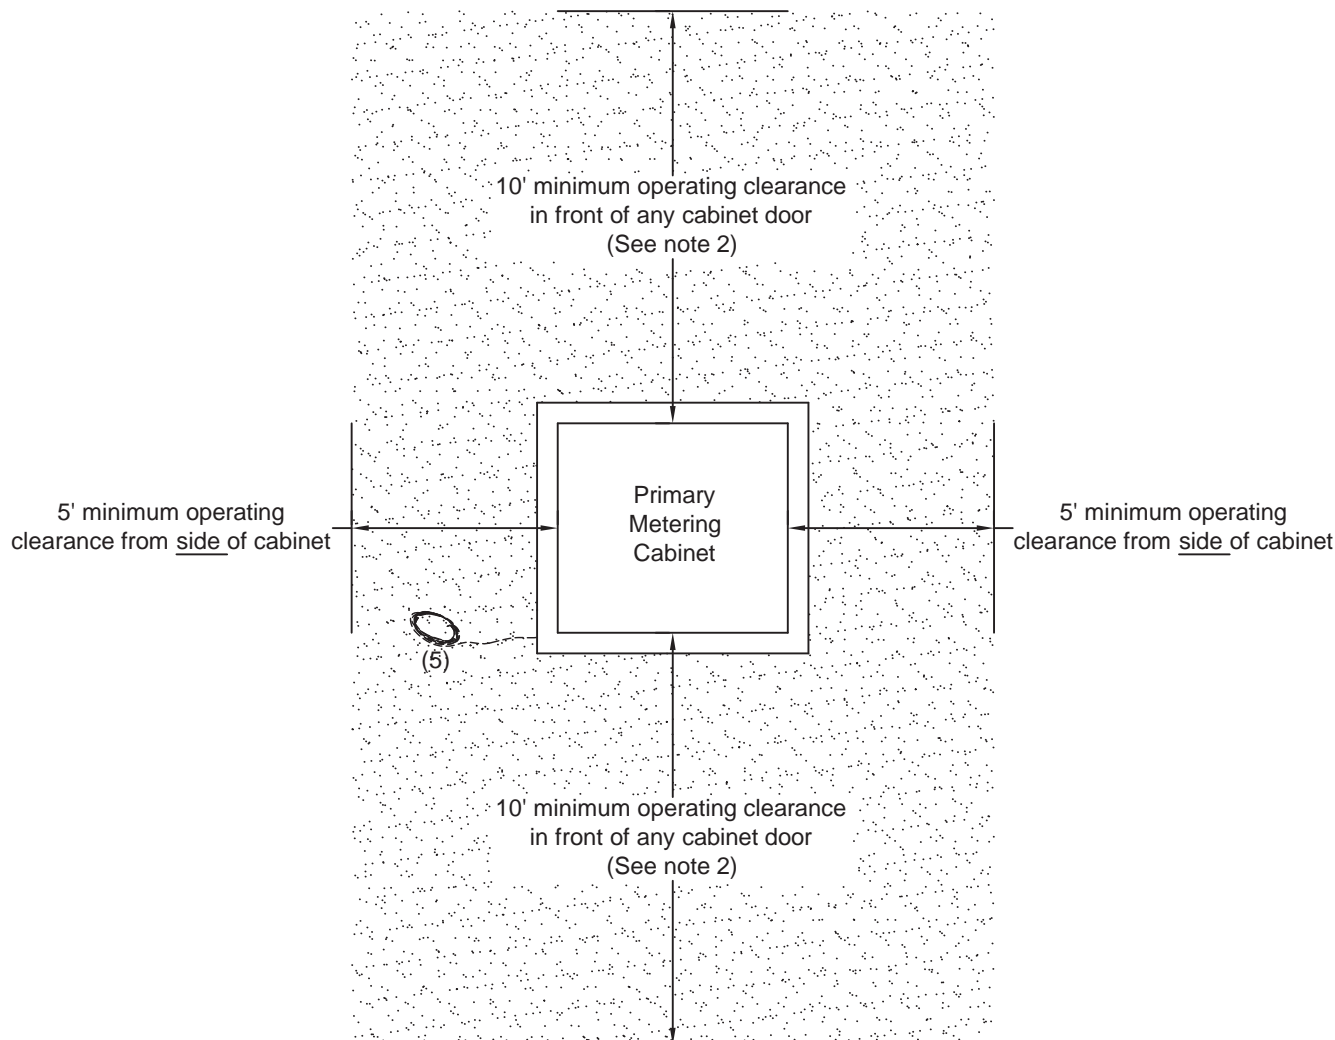 10' minimum operating clearance
in front of any cabinet door
(See note 2)
5' minimum operating
clearance from side of cabinet
Primary
Metering
Cabinet
5' minimum operating
clearance from side of cabinet
(5)
10' minimum operating clearance
in front of any cabinet door
(See note 2)